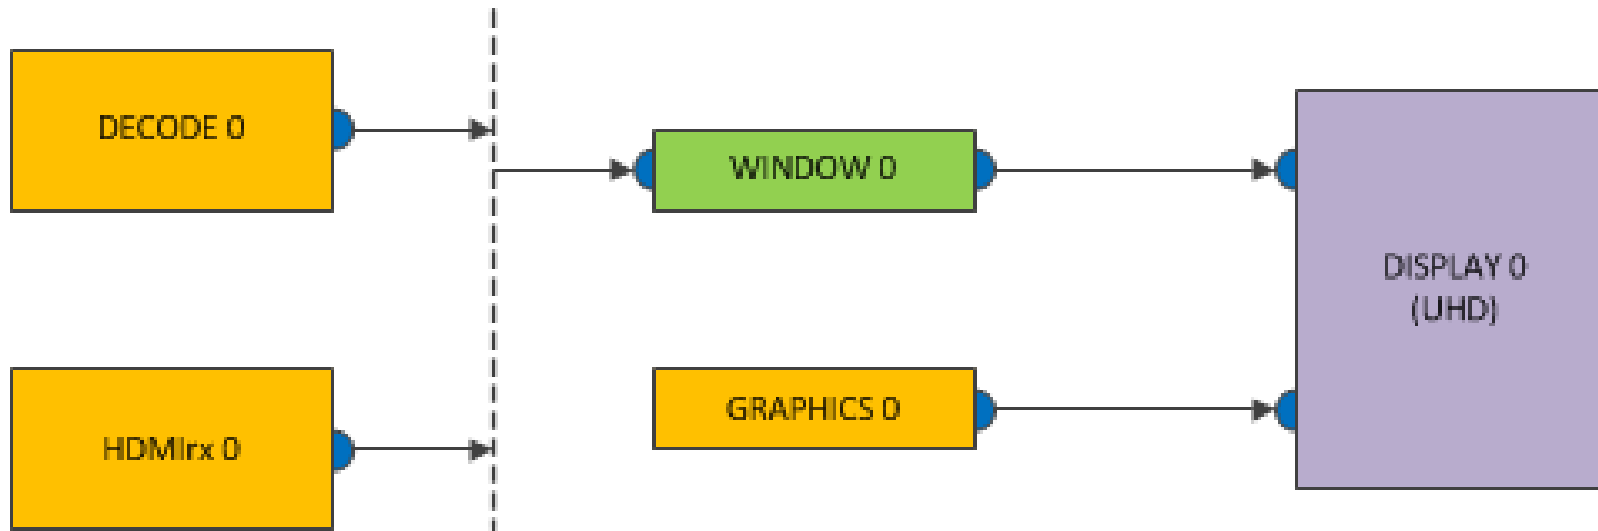 DECODE 0
WINDOW 0
DISPLAY 0
(UHD)
GRAPHICS 0
HDMIrx 0